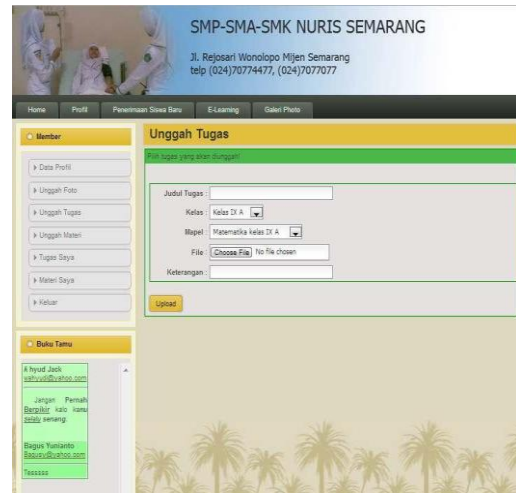 SMP-SMA-SMK NURIS SEMARANG
Jl. Rejosari Wonolopo Mijen Semarang
telp (024)70774477, (024)7077077
Home Profil Penerimaan Siswa Baru E-Learning Galeri Photo
Member
Data Profil
Unggah Foto
Unggah Tugas
Unggah Materi
Tugas Saya
Materi Saya
Keluar
Unggah Tugas
Pilih tugas yang akan diunggah!
Judul Tugas :
Kelas : Kelas IX A
Mapel : Matematika kelas IX A
File : Choose File No file chosen
Keterangan :
Upload
Buku Tamu
A hyud Jack
wahyudi@yahoo.com
Jangan Pernah
Berpikir kalo kamu
selalu senang
Bagus Yunianto
Baguay@yahoo.com